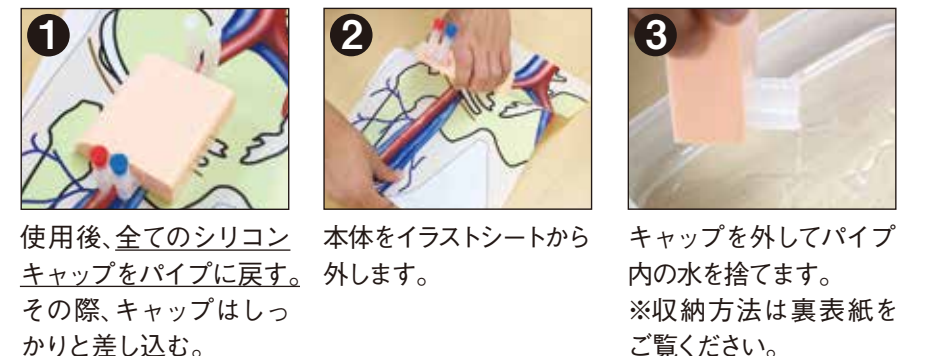 1
使用後、全てのシリコン
キャップをパイプに戻す。
その際、キャップはしっ
かりと差し込む。
2
本体をイラストシートから
外します。
3
キャップを外してパイプ
内の水を捨てます。
※収納方法は裏表紙を
ご覧ください。